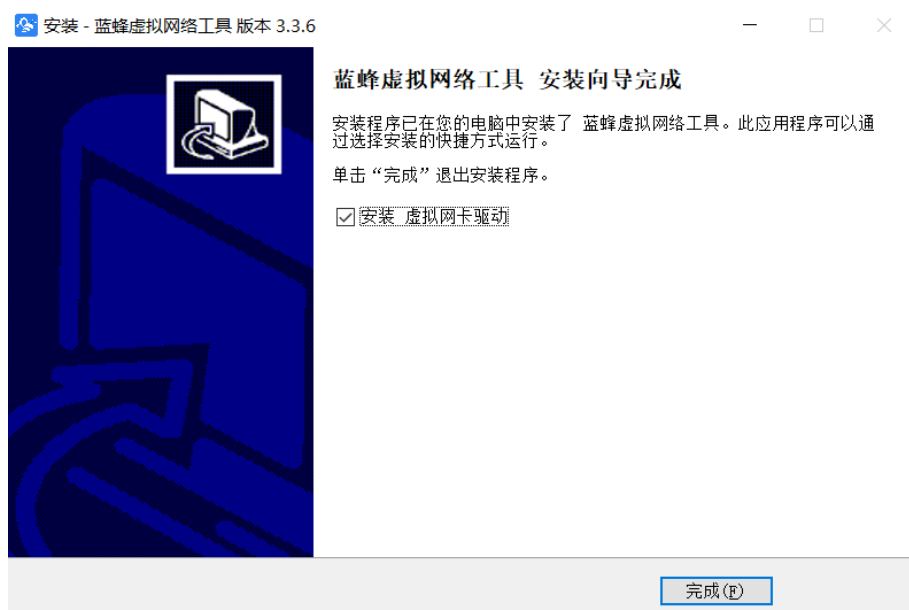 安装 - 蓝蜂虚拟网络工具 版本 3.3.6
蓝蜂虚拟网络工具 安装向导完成
安装程序已在您的电脑中安装了 蓝蜂虚拟网络工具。此应用程序可以通
过选择安装的快捷方式运行。
单击“完成”退出安装程序。
安装 虚拟网卡驱动
完成(F)